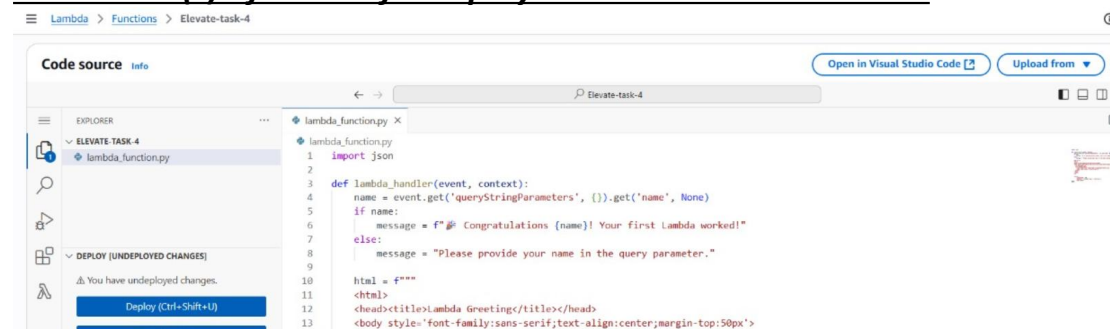 Lambda > Functions > Elevate-task-4
Code source Info
Open in Visual Studio Code
Upload from
Elevate-task-4
EXPLORER
ELEVATE-TASK-4
lambda_function.py
DEPLOY [UNDEPLOYED CHANGES]
You have undeployed changes.
Deploy (Ctrl+Shift+U)
lambda_function.py
lambda_function.py
1 import json
2
3 def lambda_handler(event, context):
4 name = event.get('queryStringParameters', {}).get('name', None)
5 if name:
6 message = f"🎉 Congratulations {name}! Your first Lambda worked!"
7 else:
8 message = "Please provide your name in the query parameter."
9
10 html = f"""
11 <html>
12 <head><title>Lambda Greeting</title></head>
13 <body style='font-family:sans-serif;text-align:center;margin-top:50px'>